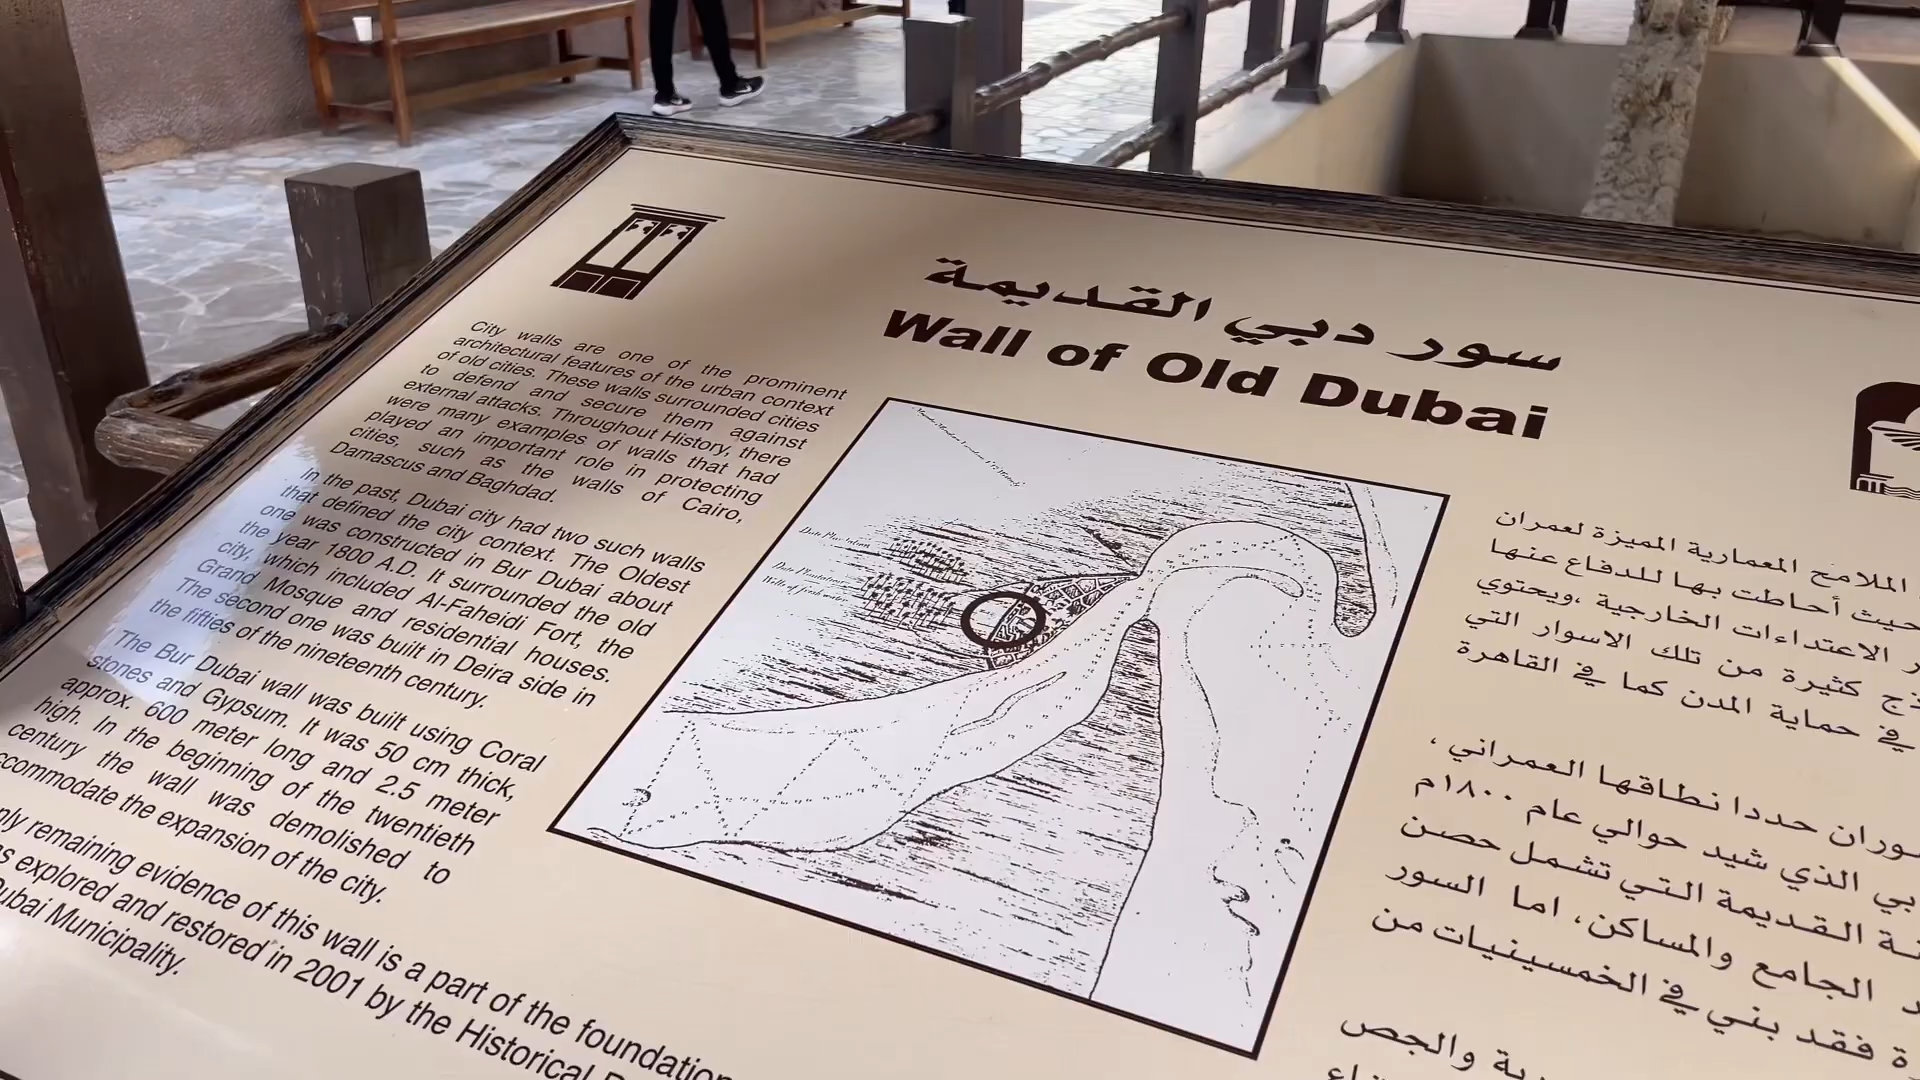 سور دبي القديمة
Wall of Old Dubai
City walls are one of the prominent
architectural features of the urban context
of old cities. These walls surrounded cities
to defend and secure them against
external attacks. Throughout History, there
were many examples of walls that had
played an important role in protecting
cities, such as the walls of Cairo,
Damascus and Baghdad.
In the past, Dubai city had two such walls
that defined the city context. The Oldest
one was constructed in Bur Dubai about
the year 1800 A.D. It surrounded the old
city, which included Al-Faheidi Fort, the
Grand Mosque and residential houses.
The second one was built in Deira side in
the fifties of the nineteenth century.
The Bur Dubai wall was built using Coral
stones and Gypsum. It was 50 cm thick,
approx. 600 meter long and 2.5 meter
high. In the beginning of the twentieth
century the wall was demolished to
the expansion of the city.
remaining evidence of this wall is a part of the
explored and restored in 2001 by the Historical
Municipality.
الملامح المعمارية المميزة لعمران
حيث أحاطت بها للدفاع عنها
الاعتداءات الخارجية ،ويحتوي
كثيرة من تلك الاسوار التي
في حماية المدن كما في القاهرة
حددا نطاقها العمراني ،
الذي شيد حوالي عام ١٨٠٠م
القديمة التي تشمل حصن
الجامع والمساكن، اما السور
فقد بني في الخمسينيات من
والجص